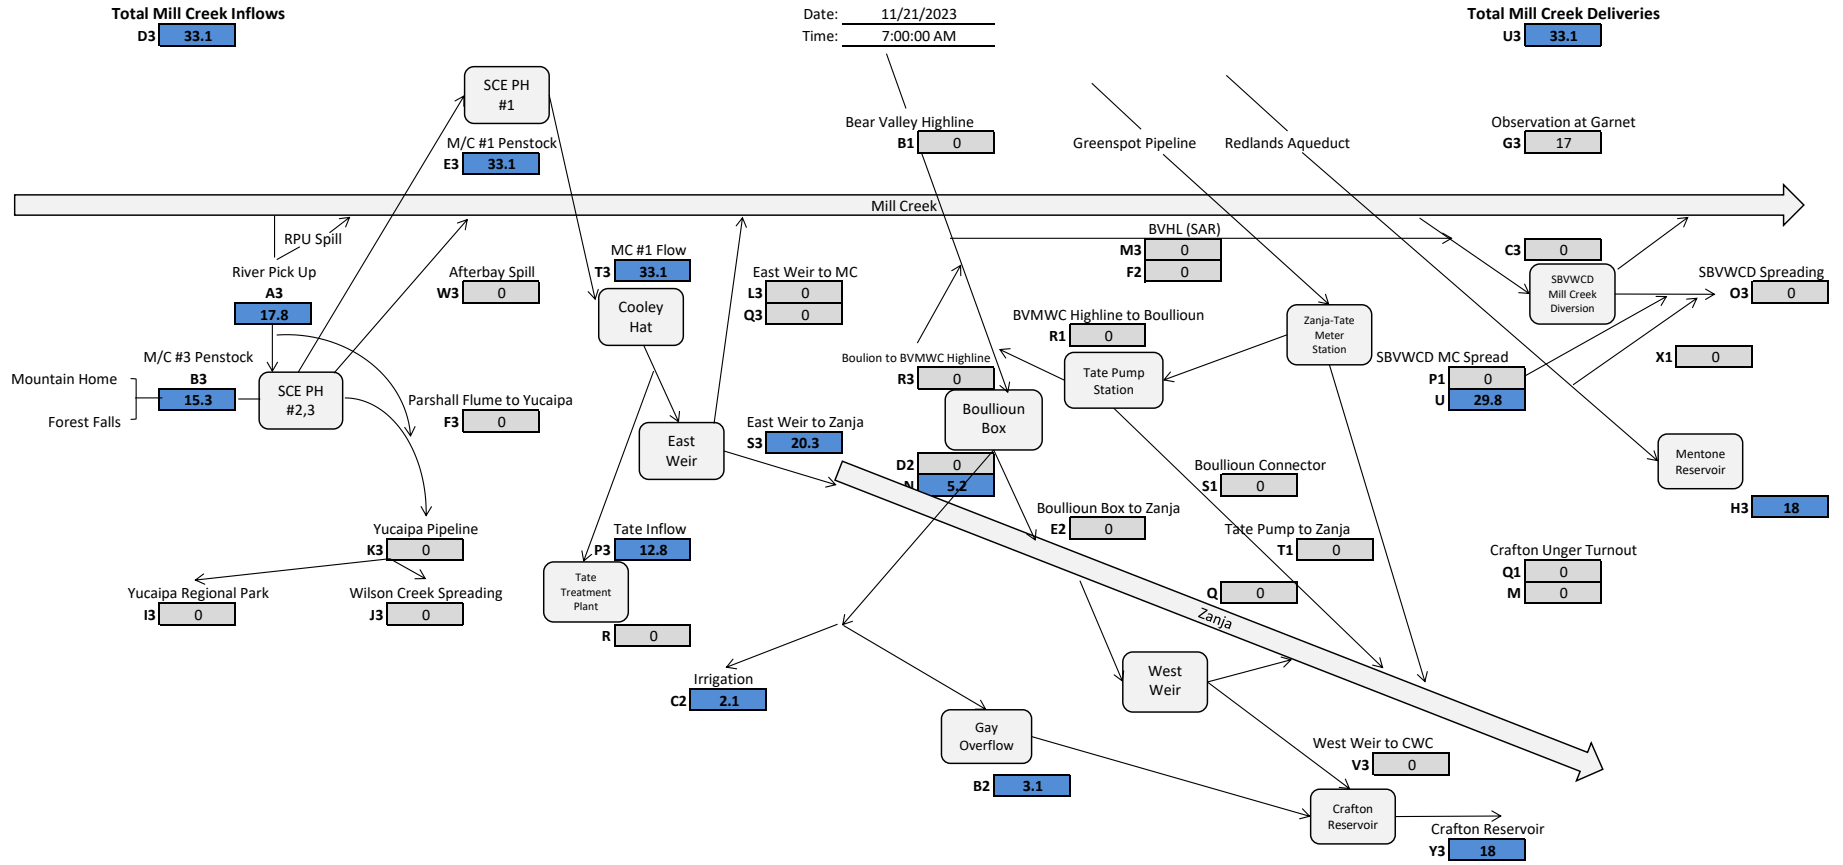 Total Mill Creek Inflows
D3 33.1
Date: 11/21/2023
Time: 7:00:00 AM
Total Mill Creek Deliveries
U3 33.1
SCE PH
#1
M/C #1 Penstock
E3 33.1
Bear Valley Highline
B1 0
Greenspot Pipeline
Redlands Aqueduct
Observation at Garnet
G3 17
Mill Creek
RPU Spill
River Pick Up
A3
17.8
Afterbay Spill
W3 0
MC #1 Flow
T3 33.1
Cooley
Hat
East Weir to MC
L3 0
Q3 0
BVHL (SAR)
M3 0
F2 0
C3 0
SBVWCD
Mill Creek
Diversion
SBVWCD Spreading
O3 0
BVMWC Highline to Boullioun
R1 0
Zanja-Tate
Meter
Station
M/C #3 Penstock
B3
15.3
Mountain Home
Forest Falls
SCE PH
#2,3
Parshall Flume to Yucaipa
F3 0
Boulion to BVMWC Highline
R3 0
Tate Pump
Station
SBVWCD MC Spread
P1 0
U 29.8
X1 0
Boullioun
Box
East
Weir
East Weir to Zanja
S3 20.3
D2 0
N 5.2
Boullioun Connector
S1 0
Mentone
Reservoir
H3 18
Boullioun Box to Zanja
E2 0
Tate Pump to Zanja
T1 0
Yucaipa Pipeline
K3 0
Tate Inflow
P3 12.8
Tate
Treatment
Plant
R 0
Crafton Unger Turnout
Q1 0
M 0
Yucaipa Regional Park
I3 0
Wilson Creek Spreading
J3 0
Q 0
Zanja
Irrigation
C2 2.1
West
Weir
Gay
Overflow
B2 3.1
West Weir to CWC
V3 0
Crafton
Reservoir
Crafton Reservoir
Y3 18